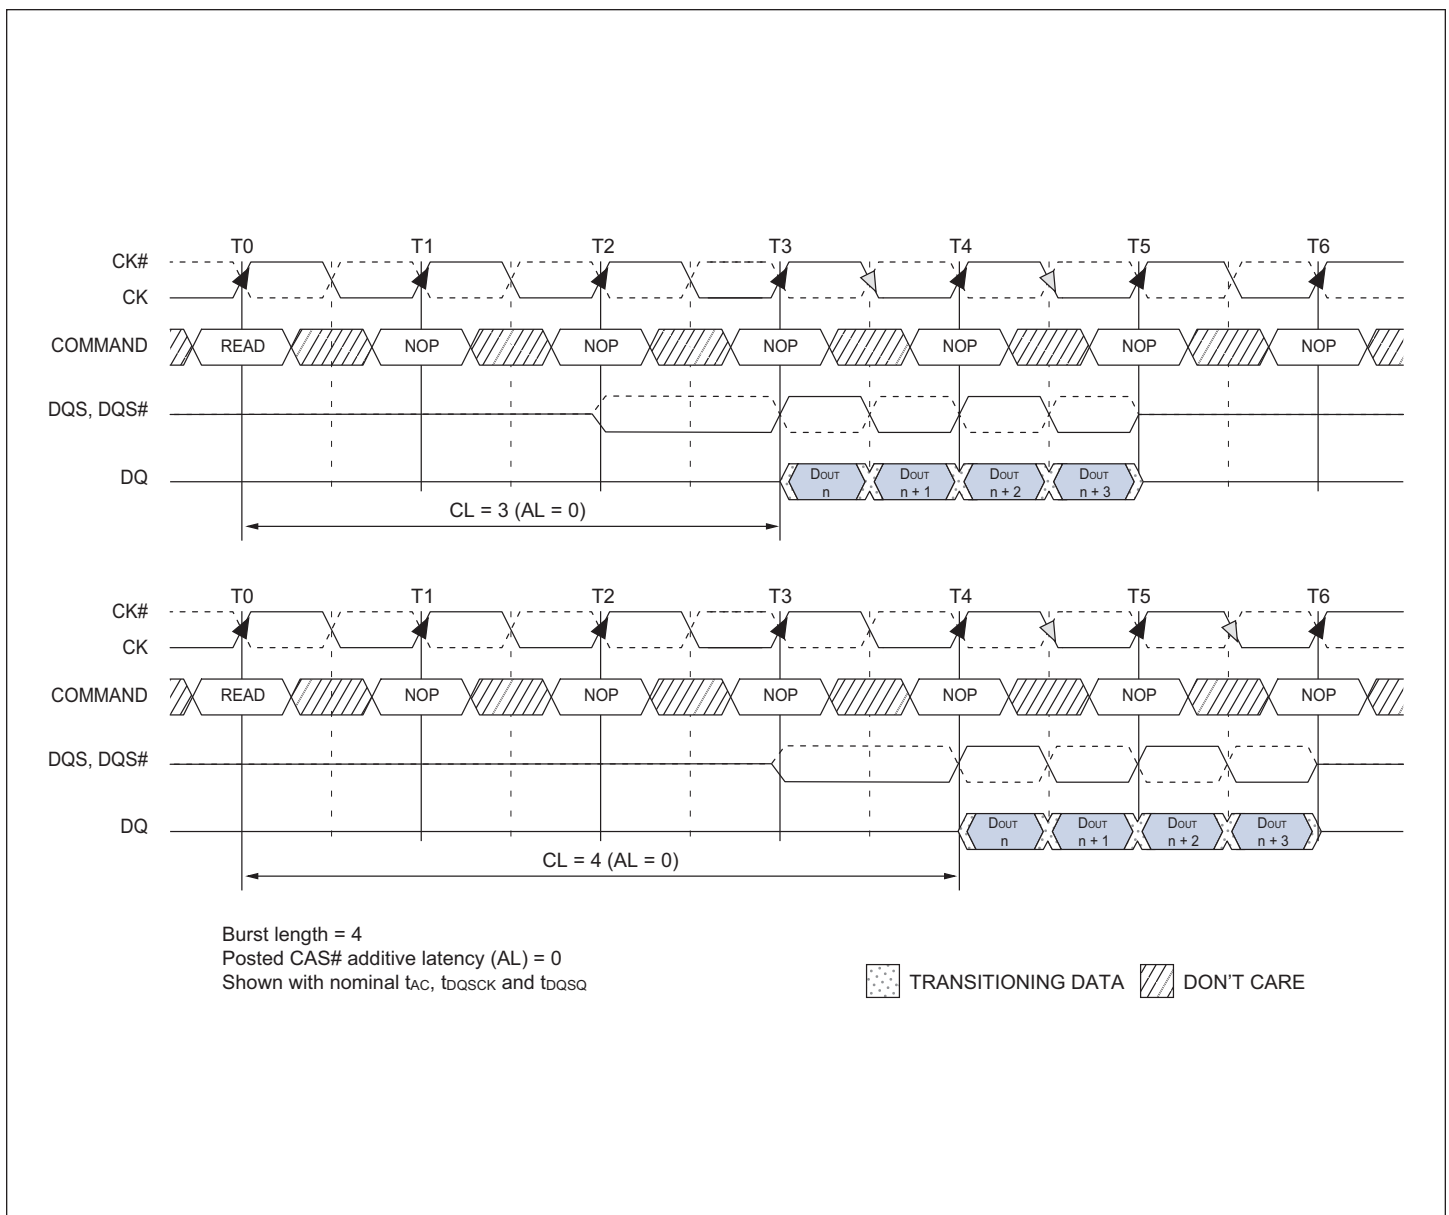 T0 T1 T2 T3 T4 T5 T6
CK#
CK
COMMAND READ NOP NOP NOP NOP NOP NOP
DQS, DQS#
DQ DOUT n DOUT n + 1 DOUT n + 2 DOUT n + 3
CL = 3 (AL = 0)
T0 T1 T2 T3 T4 T5 T6
CK#
CK
COMMAND READ NOP NOP NOP NOP NOP NOP
DQS, DQS#
DQ DOUT n DOUT n + 1 DOUT n + 2 DOUT n + 3
CL = 4 (AL = 0)
Burst length = 4
Posted CAS# additive latency (AL) = 0
Shown with nominal tAC, tDQSCK and tDQSQ
TRANSITIONING DATA DON'T CARE